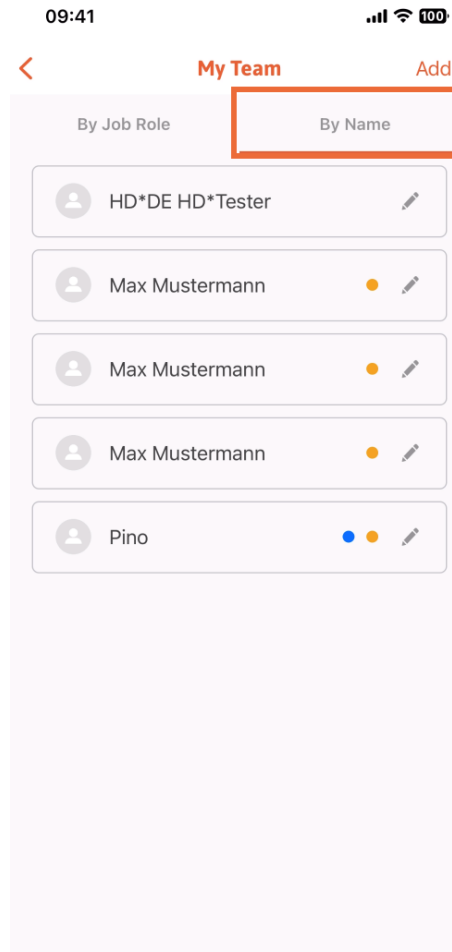 09:41 100
My Team Add
By Job Role By Name
HD*DE HD*Tester
Max Mustermann
Max Mustermann
Max Mustermann
Pino